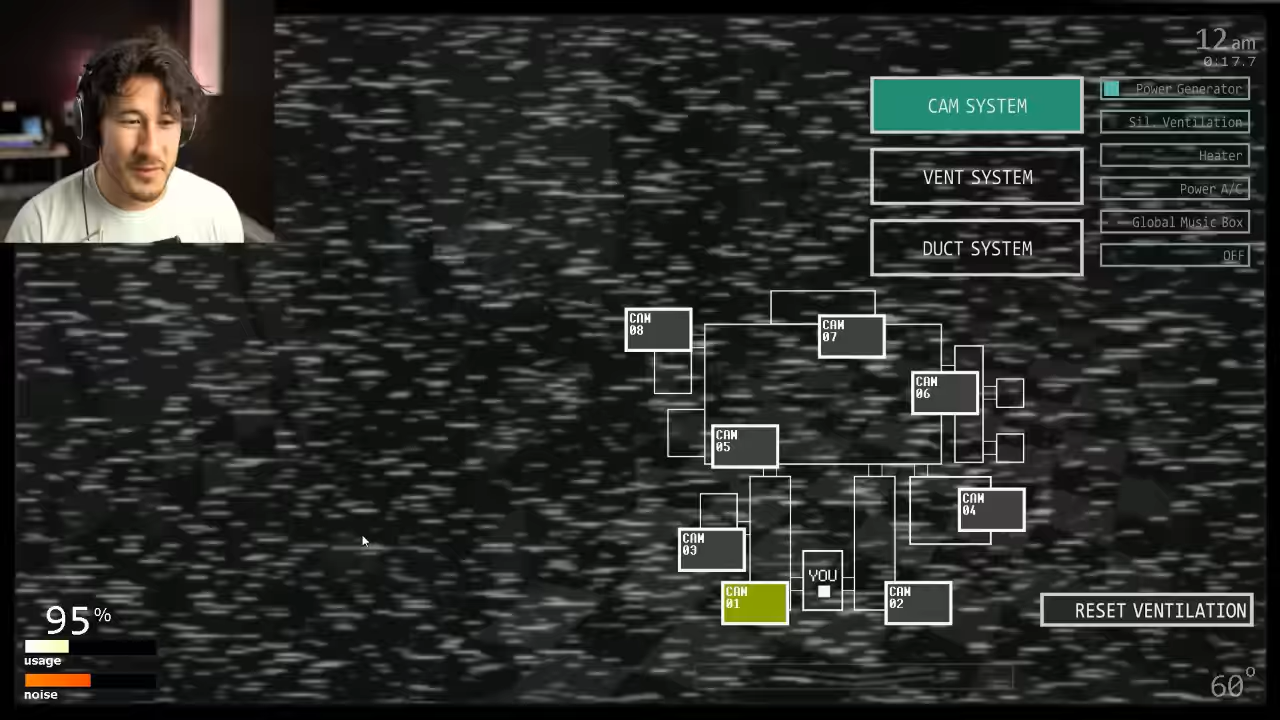 12 am
0:17.7
CAM SYSTEM
Power Generator
Sil. Ventilation
Heater
VENT SYSTEM
Power A/C
Global Music Box
DUCT SYSTEM
OFF
CAM
08
CAM
07
CAM
06
CAM
05
CAM
04
CAM
03
YOU
CAM
01
CAM
02
RESET VENTILATION
95%
usage
noise
60°